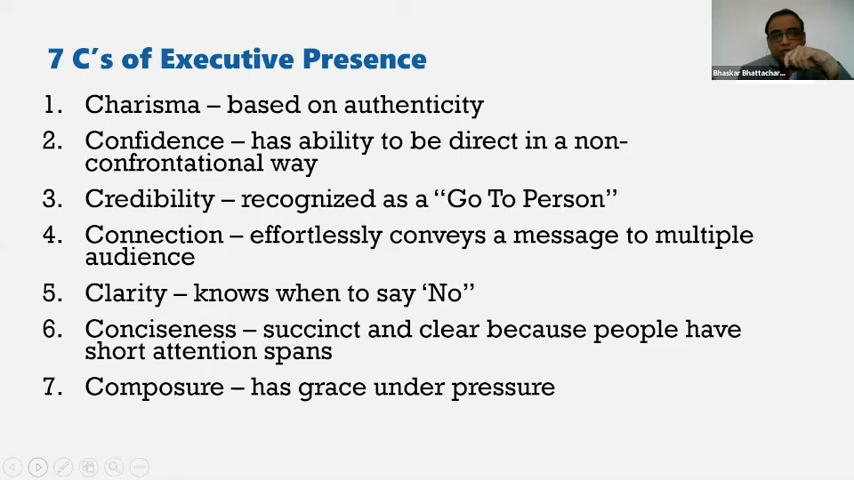 7 C's of Executive Presence
Bhaskar Bhattachar...
1. Charisma – based on authenticity
2. Confidence – has ability to be direct in a non-
confrontational way
3. Credibility – recognized as a “Go To Person”
4. Connection – effortlessly conveys a message to multiple
audience
5. Clarity – knows when to say ‘No”
6. Conciseness – succinct and clear because people have
short attention spans
7. Composure – has grace under pressure